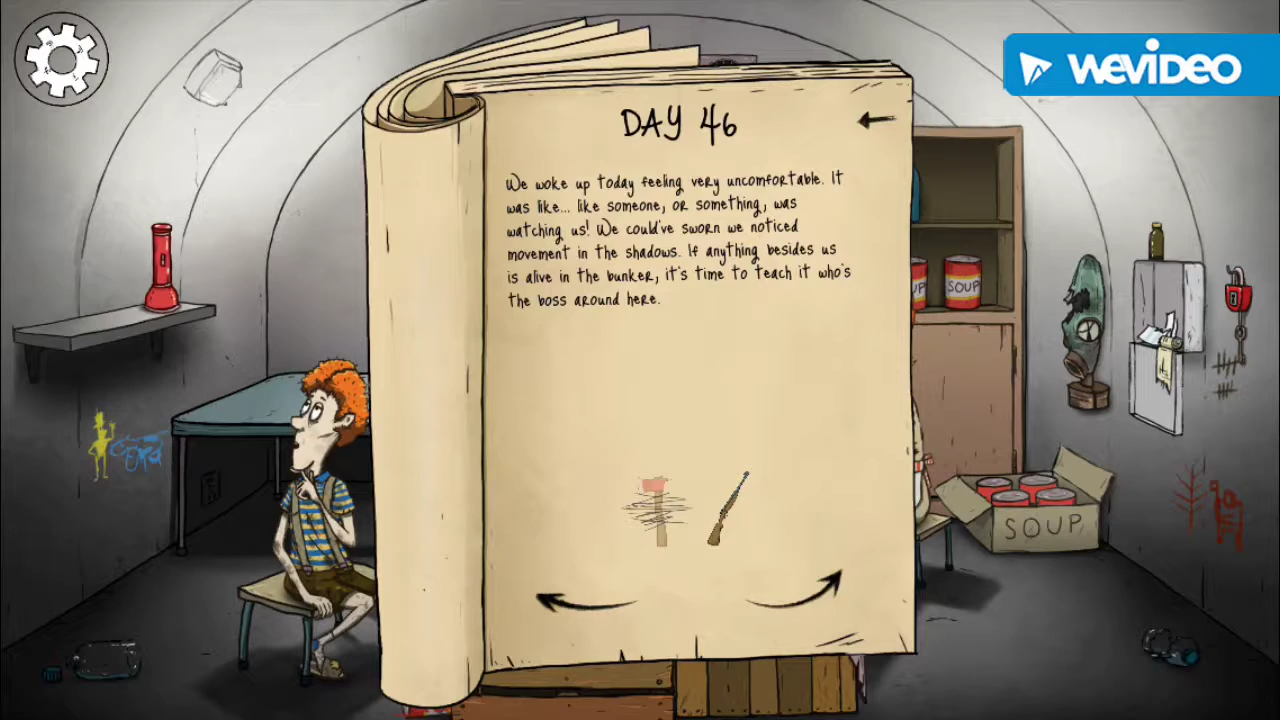 WEVIDEO
DAY 46
We woke up today feeling very uncomfortable. It
was like... like someone, or something, was
watching us! We could've sworn we noticed
movement in the shadows. If anything besides us
is alive in the bunker, it's time to teach it who's
the boss around here.
UP
SOUP
SOUP